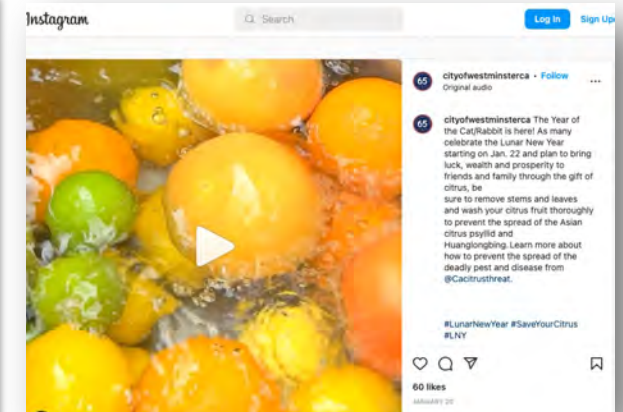 Instagram
Search
Log In
Sign Up
65
cityofwestminsterca • Follow
Original audio
...
65
cityofwestminsterca The Year of
the Cat/Rabbit is here! As many
celebrate the Lunar New Year
starting on Jan. 22 and plan to bring
luck, wealth and prosperity to
friends and family through the gift of
citrus, be
sure to remove stems and leaves
and wash your citrus fruit thoroughly
to prevent the spread of the Asian
citrus psyllid and
Huanglongbing. Learn more about
how to prevent the spread of the
deadly pest and disease from
@Cacitrusthreat.
#LunarNewYear #SaveYourCitrus
#LNY
60 likes
JANUARY 20